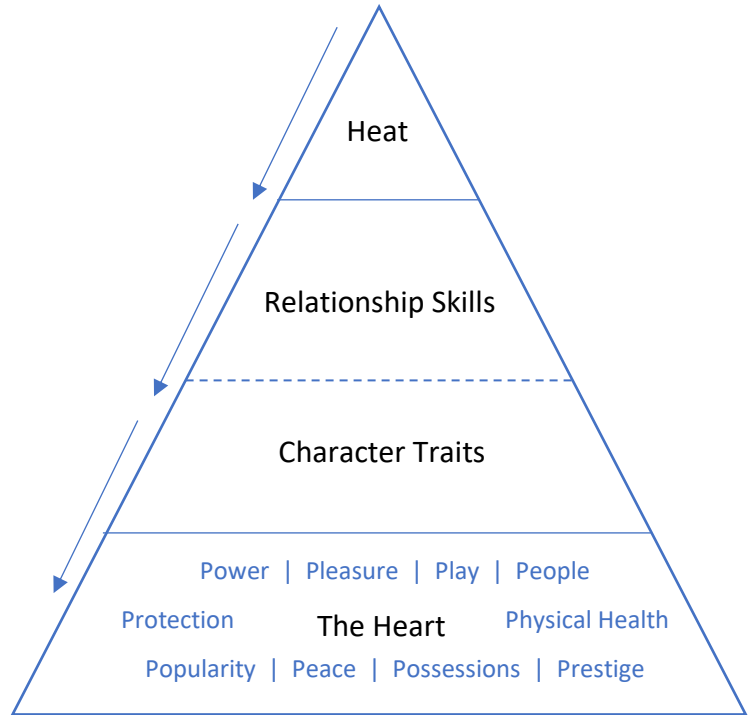 Heat
Relationship Skills
Character Traits
Power | Pleasure | Play | People
Protection The Heart Physical Health
Popularity | Peace | Possessions | Prestige